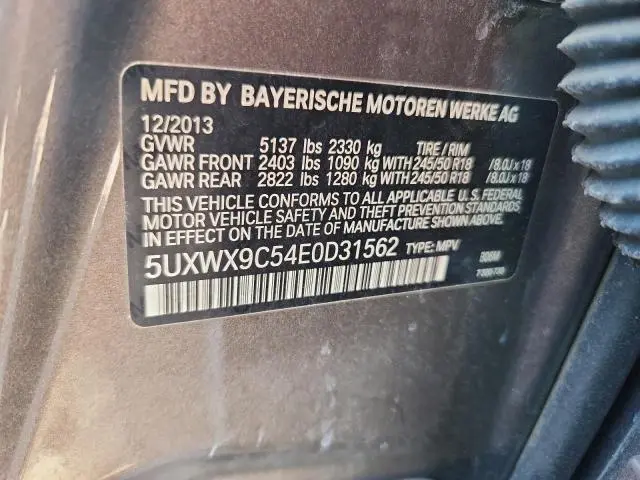 MFD BY BAYERISCHE MOTOREN WERKE AG
12/2013
GVWR 5137 lbs 2330 kg TIRE / RIM
GAWR FRONT 2403 lbs 1090 kg WITH 245/50 R18 /8.0J x 18
GAWR REAR 2822 lbs 1280 kg WITH 245/50 R18 /8.0J x 18
THIS VEHICLE CONFORMS TO ALL APPLICABLE U. S. FEDERAL
MOTOR VEHICLE SAFETY AND THEFT PREVENTION STANDARDS
IN EFFECT ON THE DATE OF MANUFACTURE SHOWN ABOVE.
5UXWX9C54E0D31562 TYPE: MPV